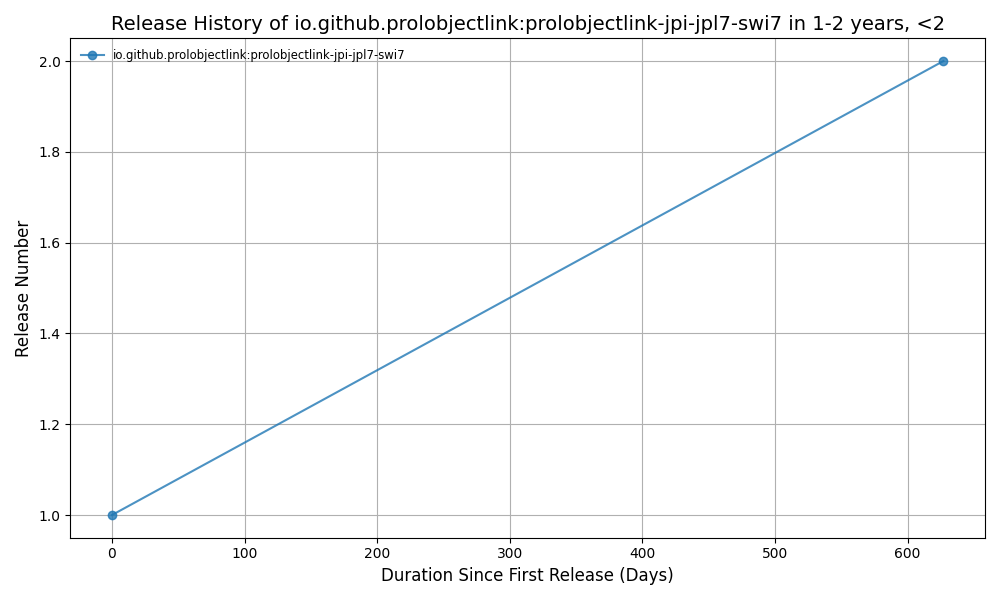 Release History of io.github.prolobjectlink:prolobjectlink-jpi-jpl7-swi7 in 1-2 years, <2
io.github.prolobjectlink:prolobjectlink-jpi-jpl7-swi7
Release Number
2.0
1.8
1.6
1.4
1.2
1.0
0 100 200 300 400 500 600
Duration Since First Release (Days)